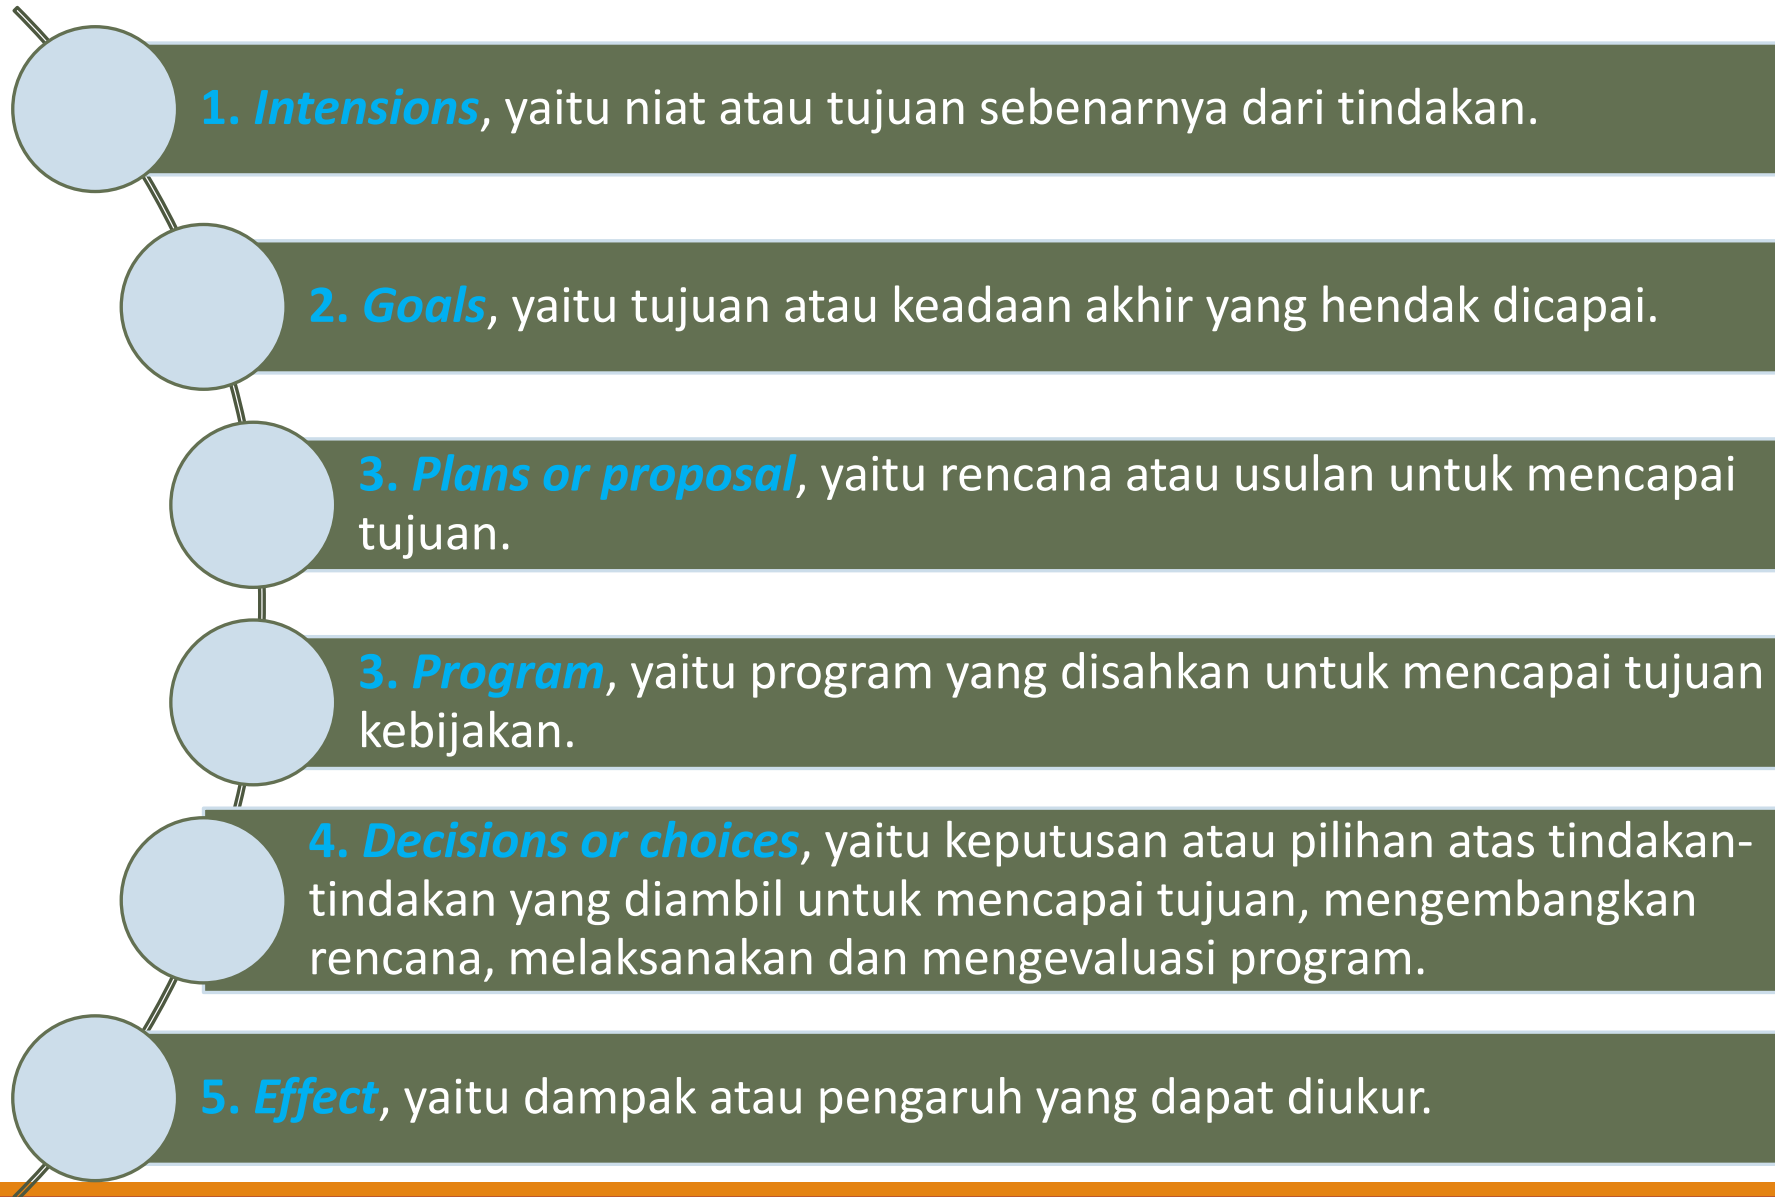 1. Intensions, yaitu niat atau tujuan sebenarnya dari tindakan.
2. Goals, yaitu tujuan atau keadaan akhir yang hendak dicapai.
3. Plans or proposal, yaitu rencana atau usulan untuk mencapai
tujuan.
3. Program, yaitu program yang disahkan untuk mencapai tujuan
kebijakan.
4. Decisions or choices, yaitu keputusan atau pilihan atas tindakan-
tindakan yang diambil untuk mencapai tujuan, mengembangkan
rencana, melaksanakan dan mengevaluasi program.
5. Effect, yaitu dampak atau pengaruh yang dapat diukur.